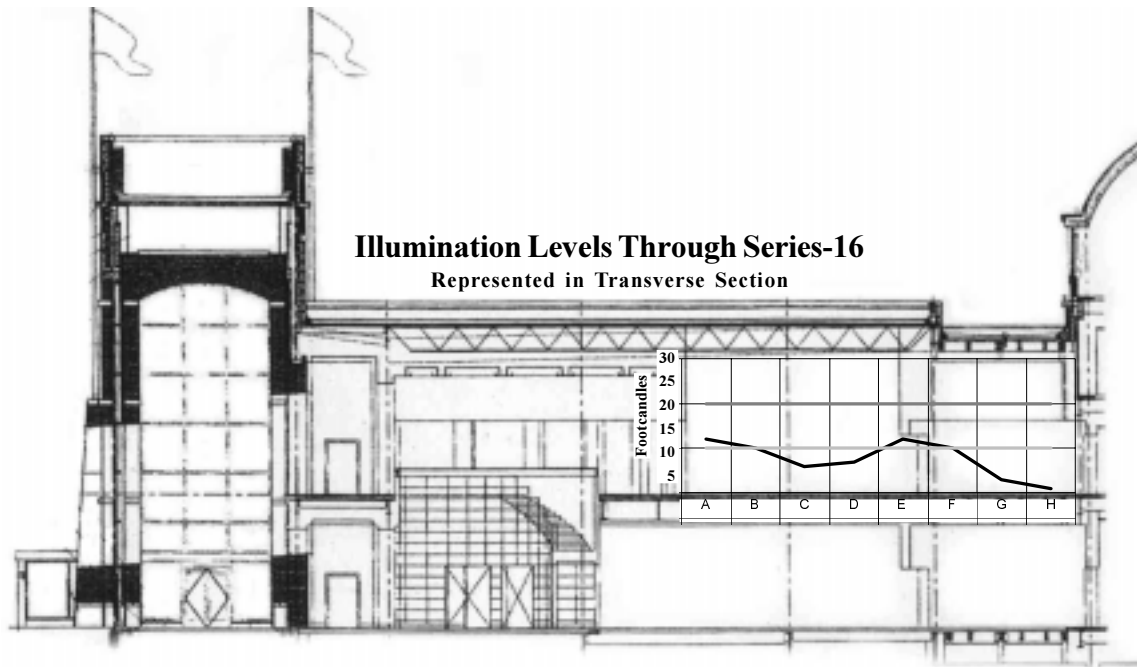 Illumination Levels Through Series-16
Represented in Transverse Section
Footcandles
30
25
20
15
10
5
A B C D E F G H